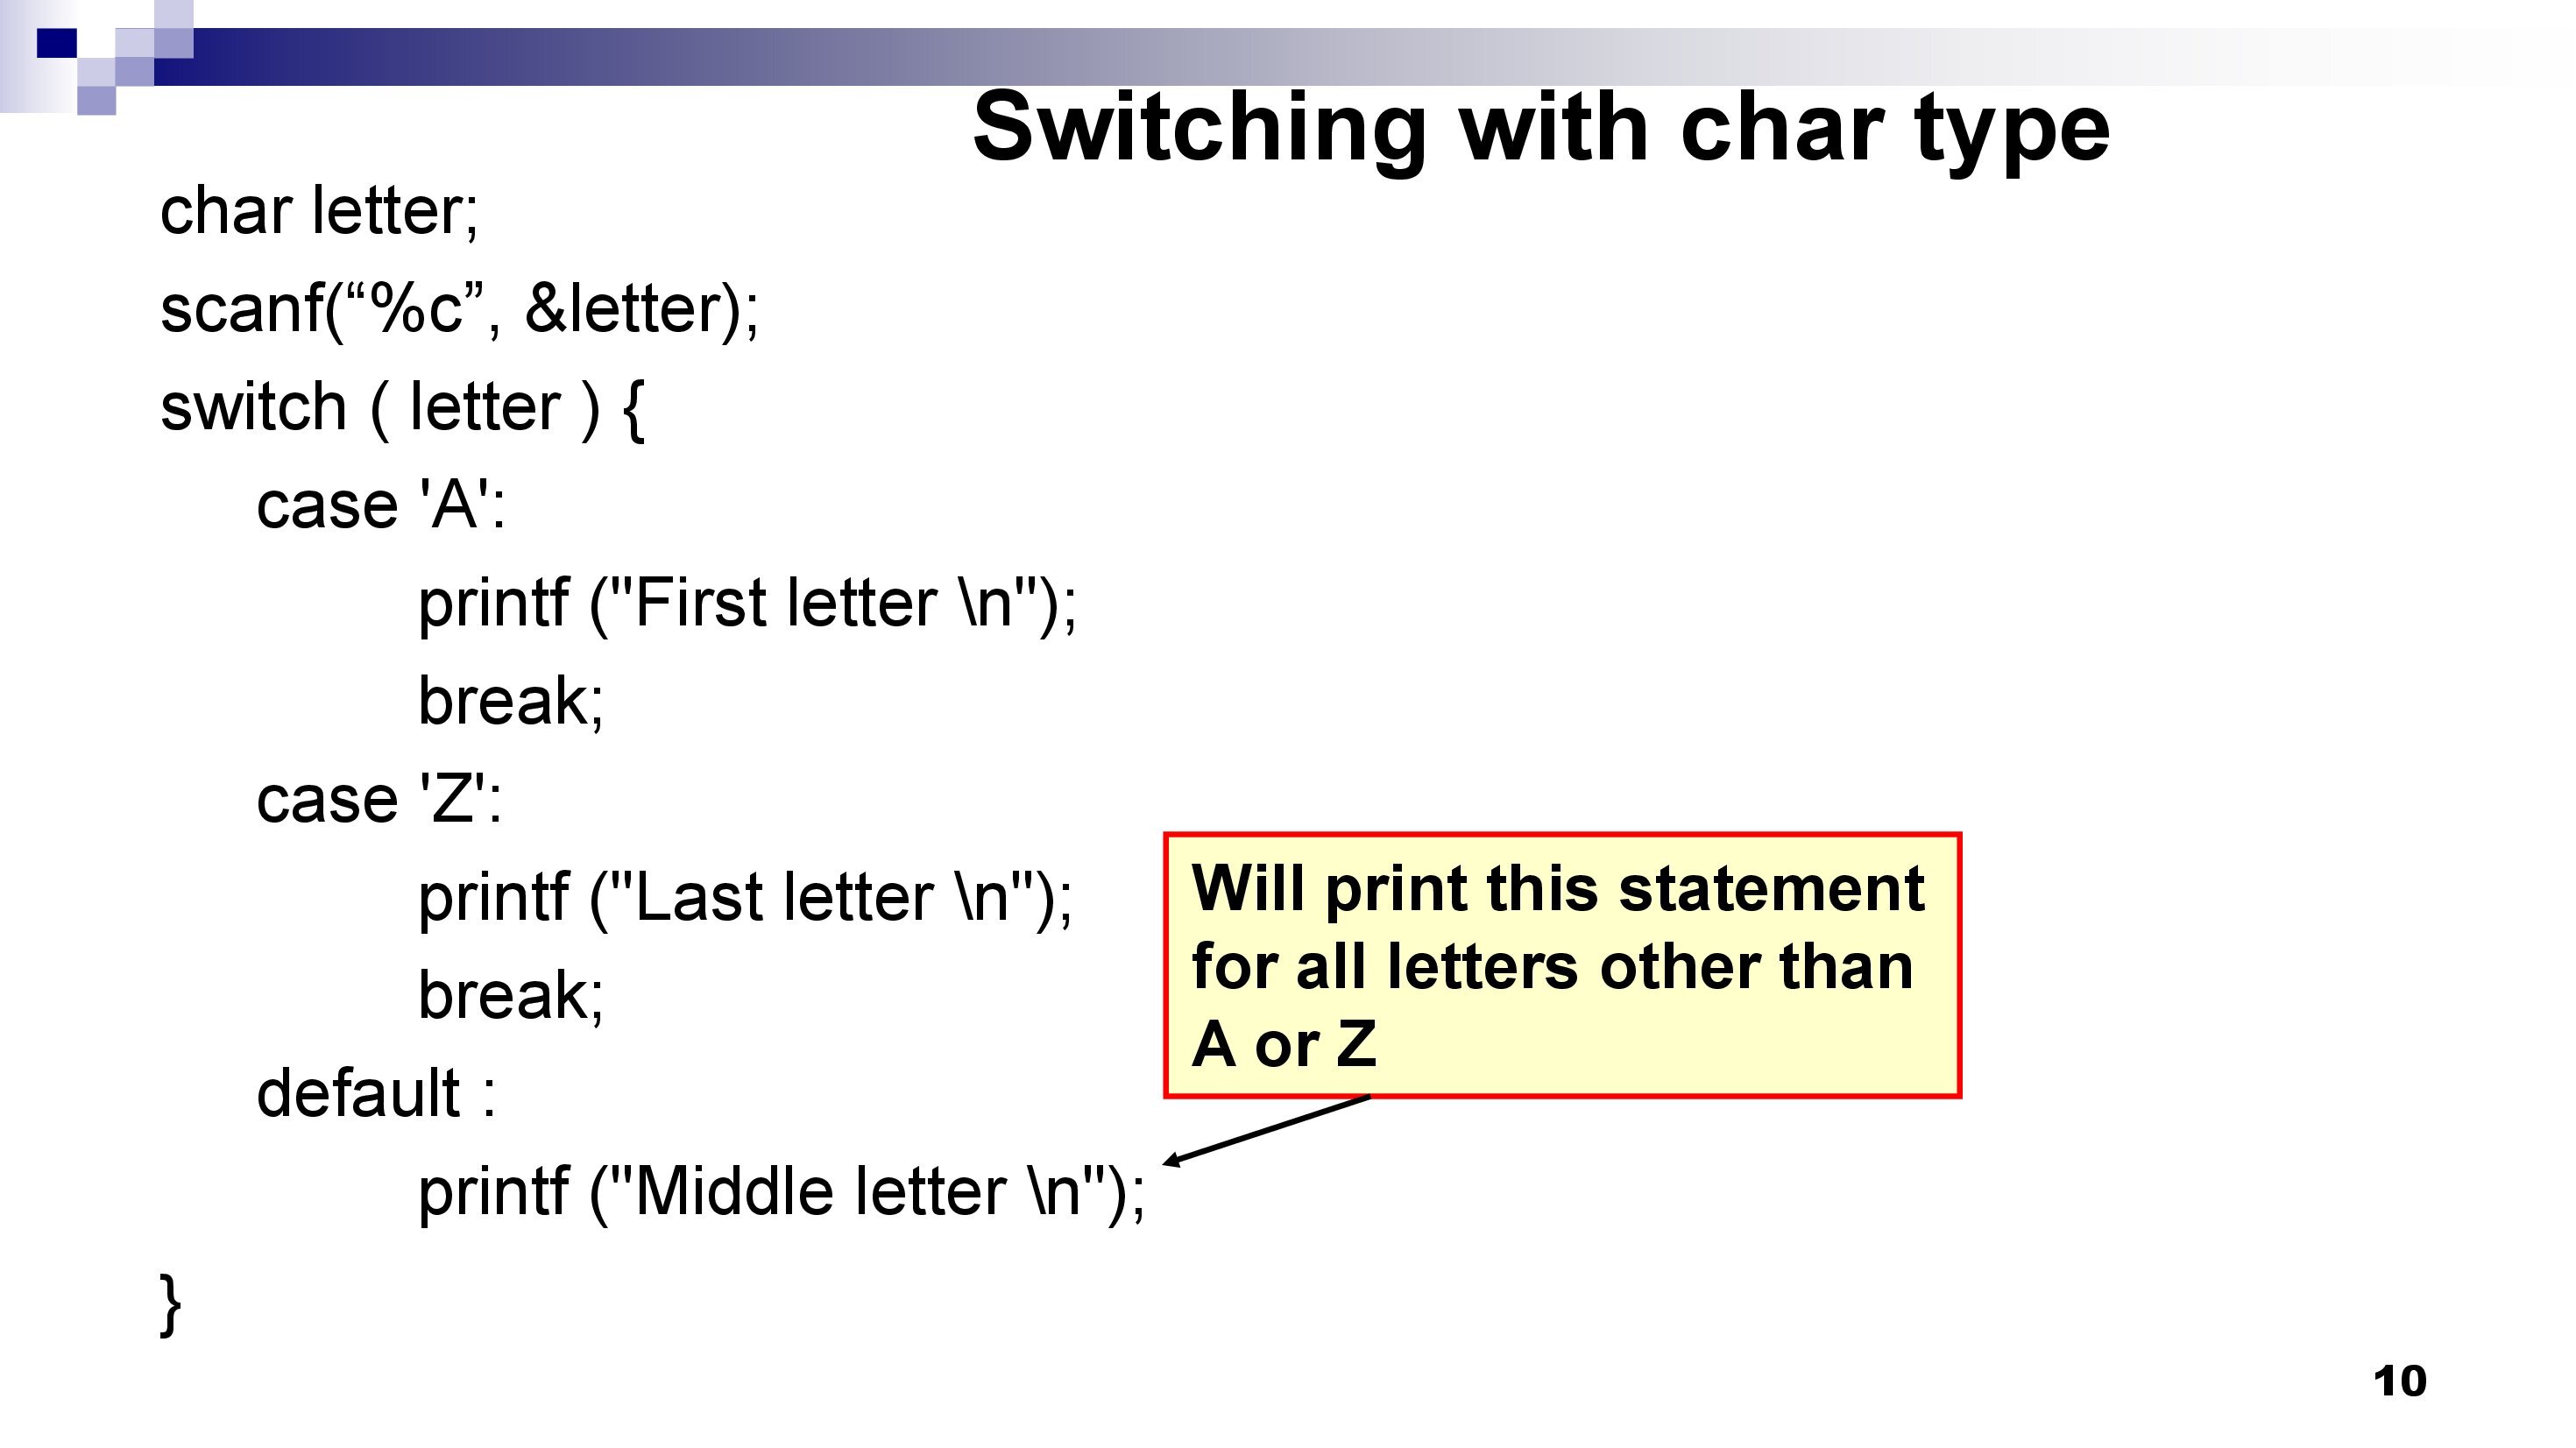 Switching with char type
char letter;
scanf(“%c”, &letter);
switch ( letter ) {
case 'A':
printf ("First letter \n");
break;
case 'Z':
printf ("Last letter \n");
break;
default :
printf ("Middle letter \n");
}
Will print this statement
for all letters other than
A or Z
10